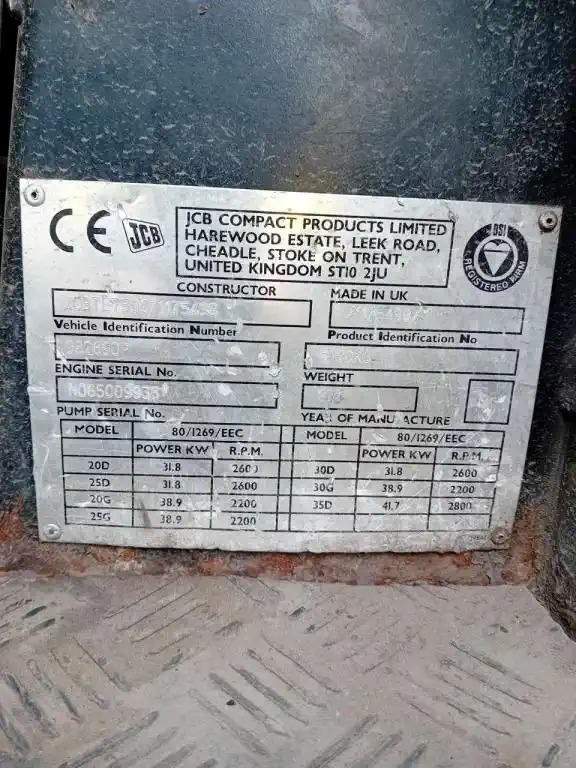 CE JCB
JCB COMPACT PRODUCTS LIMITED
HAREWOOD ESTATE, LEEK ROAD,
CHEADLE, STOKE ON TRENT,
UNITED KINGDOM ST10 2JU
BSI
REGISTERED FIRM
CONSTRUCTOR
MADE IN UK
Vehicle Identification Number
Product Identification No
ENGINE SERIAL No.
WEIGHT
PUMP SERIAL No.
YEAR OF MANUFACTURE
MODEL 80/1269/EEC MODEL 80/1269/EEC
POWER KW R.P.M. POWER KW R.P.M.
20D 31.8 2600 30D 31.8 2600
25D 31.8 2600 30G 38.9 2200
20G 38.9 2200 35D 41.7 2800
25G 38.9 2200